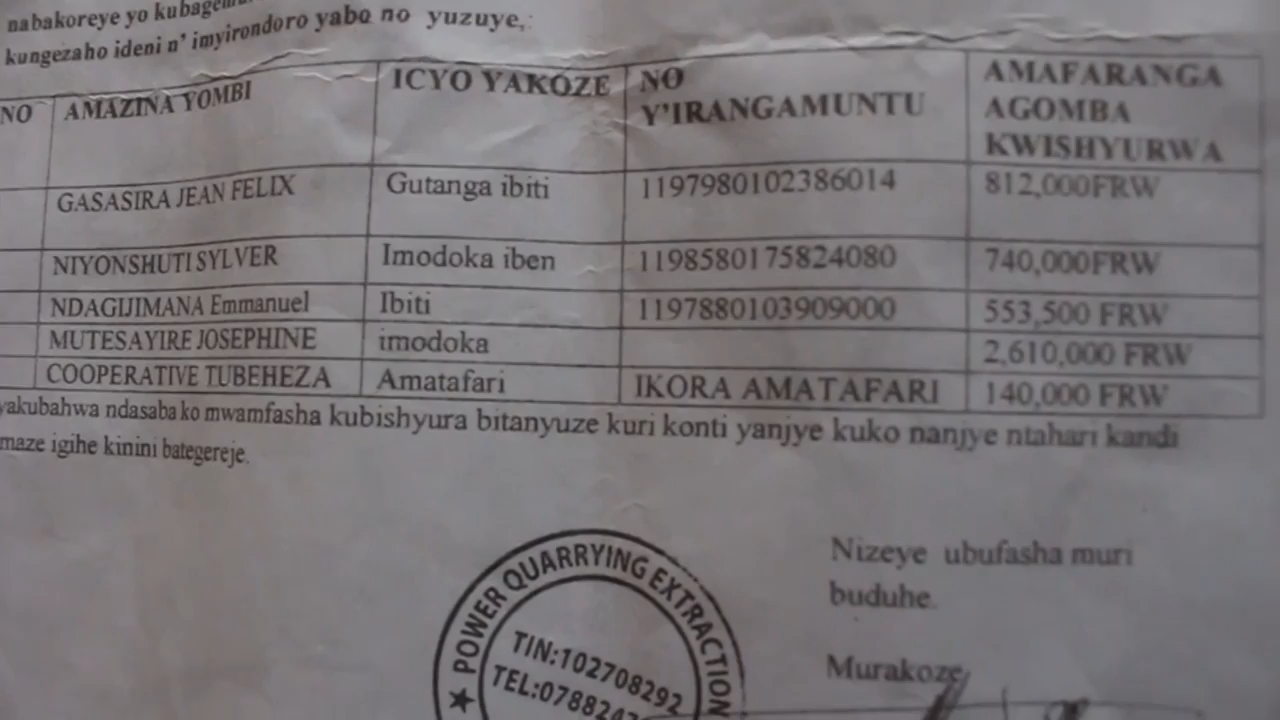 nabakoreye yo
no yuzuye,
kungezaho ideni n' imyirondoro yabo
NO AMAZINA YOMBI ICYO YAKOZE NO Y'IRANGAMUNTU AMAFARANGA AGOMBA KWISHYURWA
GASASIRA JEAN FELIX Gutanga ibiti 1197980102386014 812,000FRW
NIYONSHUTI SYLVER Imodoka iben 1198580175824080 740,000FRW
NDAGIJIMANA Emmanuel Ibiti 1197880103909000 553,500 FRW
MUTESAYIRE JOSEPHINE imodoka 2,610,000 FRW
COOPERATIVE TUBEHEZA Amatafari IKORA AMATAFARI 140,000 FRW
yakubahwa ndasaba ko mwamfasha kubishyura bitanyuze kuri konti yanjye kuko nanjye ntahari kandi
maze igihe kinini bategereje.
Nizeye ubufasha muri
buduhe.
Murakoze
★ POWER QUARRYING EXTRACTION
TIN:102708292